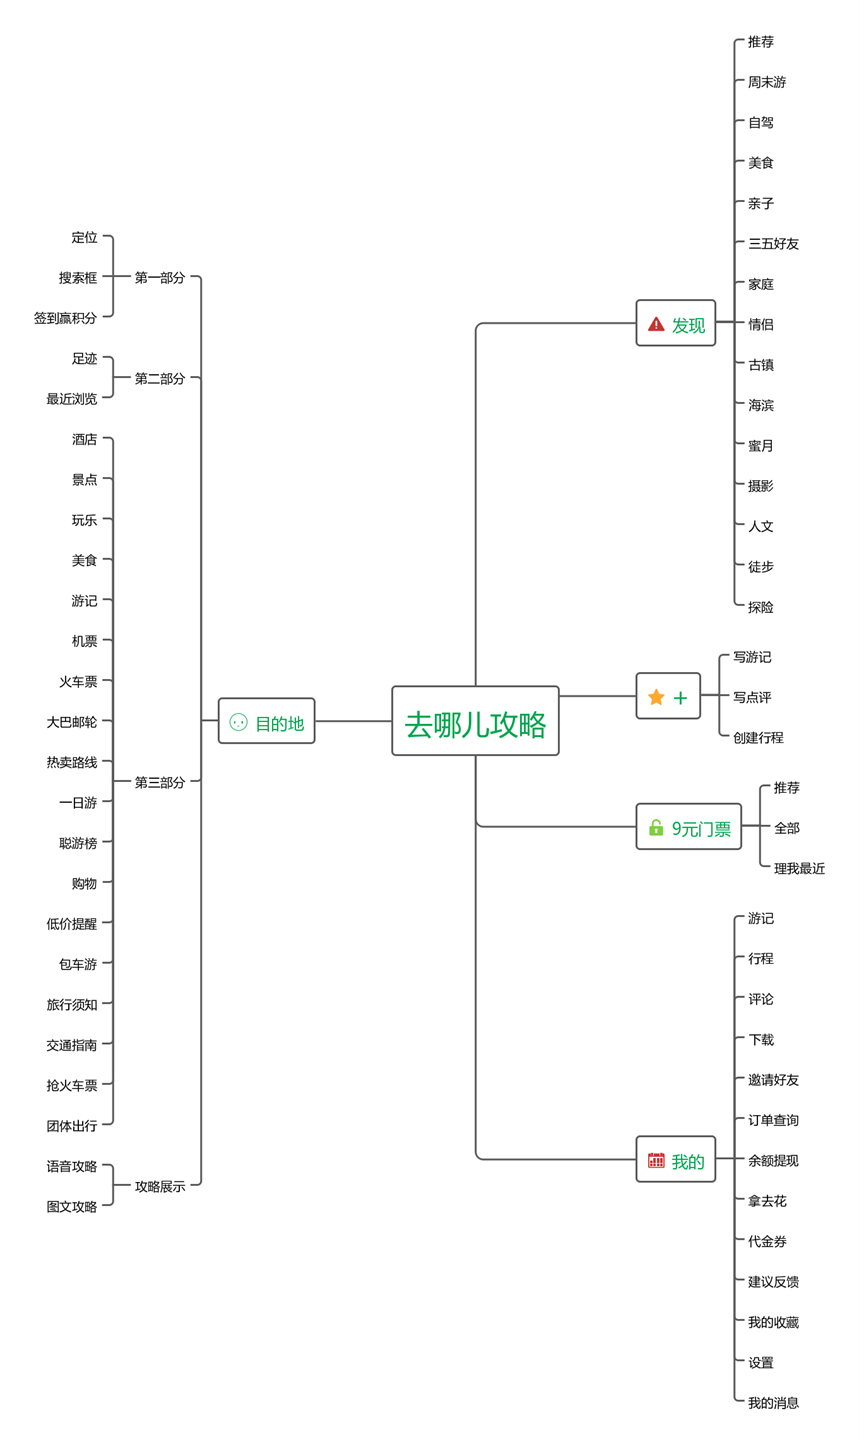 去哪儿攻略
发现
推荐
周末游
自驾
美食
亲子
三五好友
家庭
情侣
古镇
海滨
蜜月
摄影
人文
徒步
探险
+
写游记
写点评
创建行程
9元门票
推荐
全部
理我最近
我的
游记
行程
评论
下载
邀请好友
订单查询
余额提现
拿去花
代金券
建议反馈
我的收藏
设置
我的消息
目的地
第一部分
定位
搜索框
签到赢积分
第二部分
足迹
最近浏览
第三部分
酒店
景点
玩乐
美食
游记
机票
火车票
大巴邮轮
热卖路线
一日游
聪游榜
购物
低价提醒
包车游
旅行须知
交通指南
抢火车票
团体出行
攻略展示
语音攻略
图文攻略